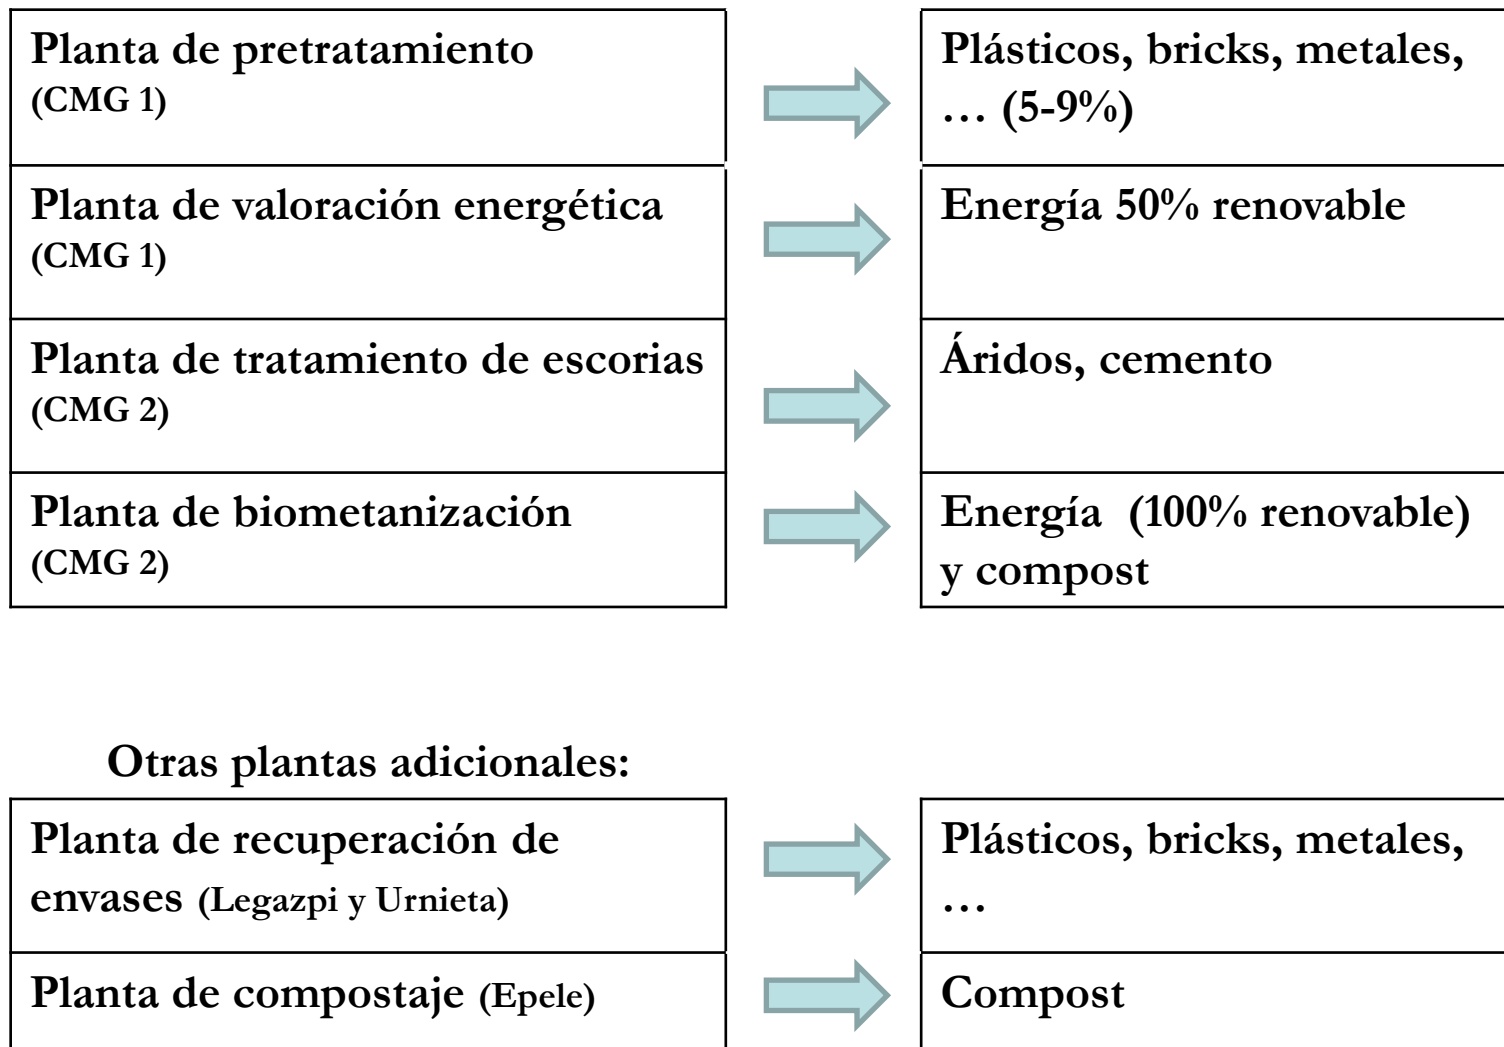 Planta de pretratamiento
(CMG 1)
Plásticos, bricks, metales,
… (5-9%)
Planta de valoración energética
(CMG 1)
Energía 50% renovable
Planta de tratamiento de escorias
(CMG 2)
Áridos, cemento
Planta de biometanización
(CMG 2)
Energía (100% renovable)
y compost
Otras plantas adicionales:
Planta de recuperación de
envases (Legazpi y Urnieta)
Plásticos, bricks, metales,
…
Planta de compostaje (Epele)
Compost